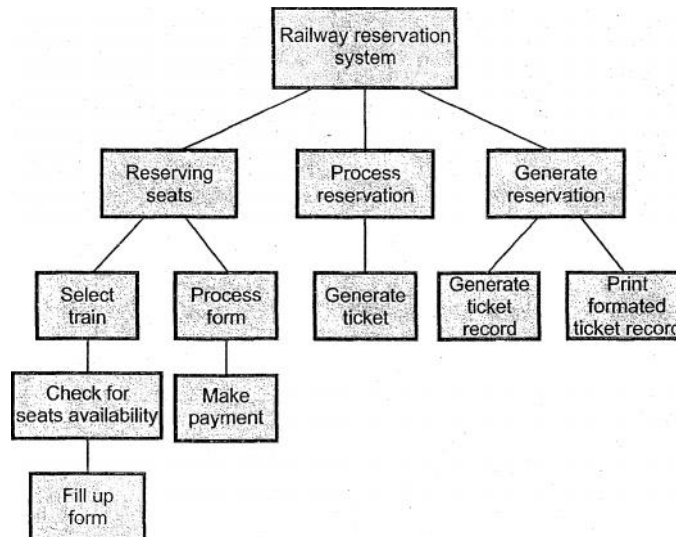 Railway reservation
system
Reserving
seats
Process
reservation
Generate
reservation
Select
train
Process
form
Generate
ticket
Generate
ticket
record
Print
formated
ticket record
Check for
seats availability
Make
payment
Fill up
form